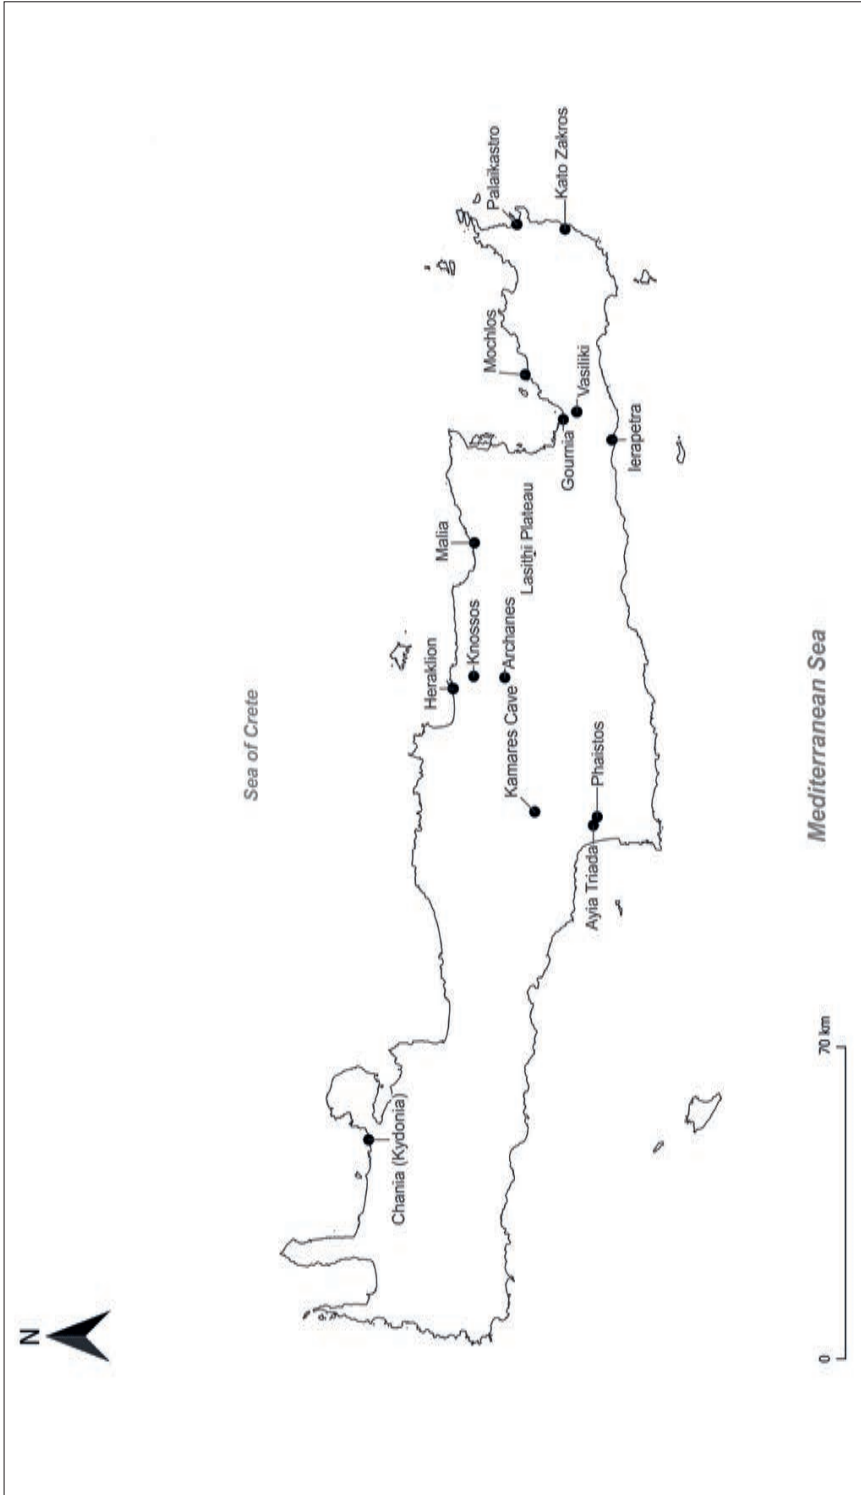 N
Sea of Crete
Chania (Kydonia)
Heraklion
Knossos
Malia
Archanes
Kamares Cave
Lasithi Plateau
Mochlos
Palaikastro
Kato Zakros
Gournia
Vasiliki
Ierapetra
Phaistos
Ayia Triada
Mediterranean Sea
0
70 km